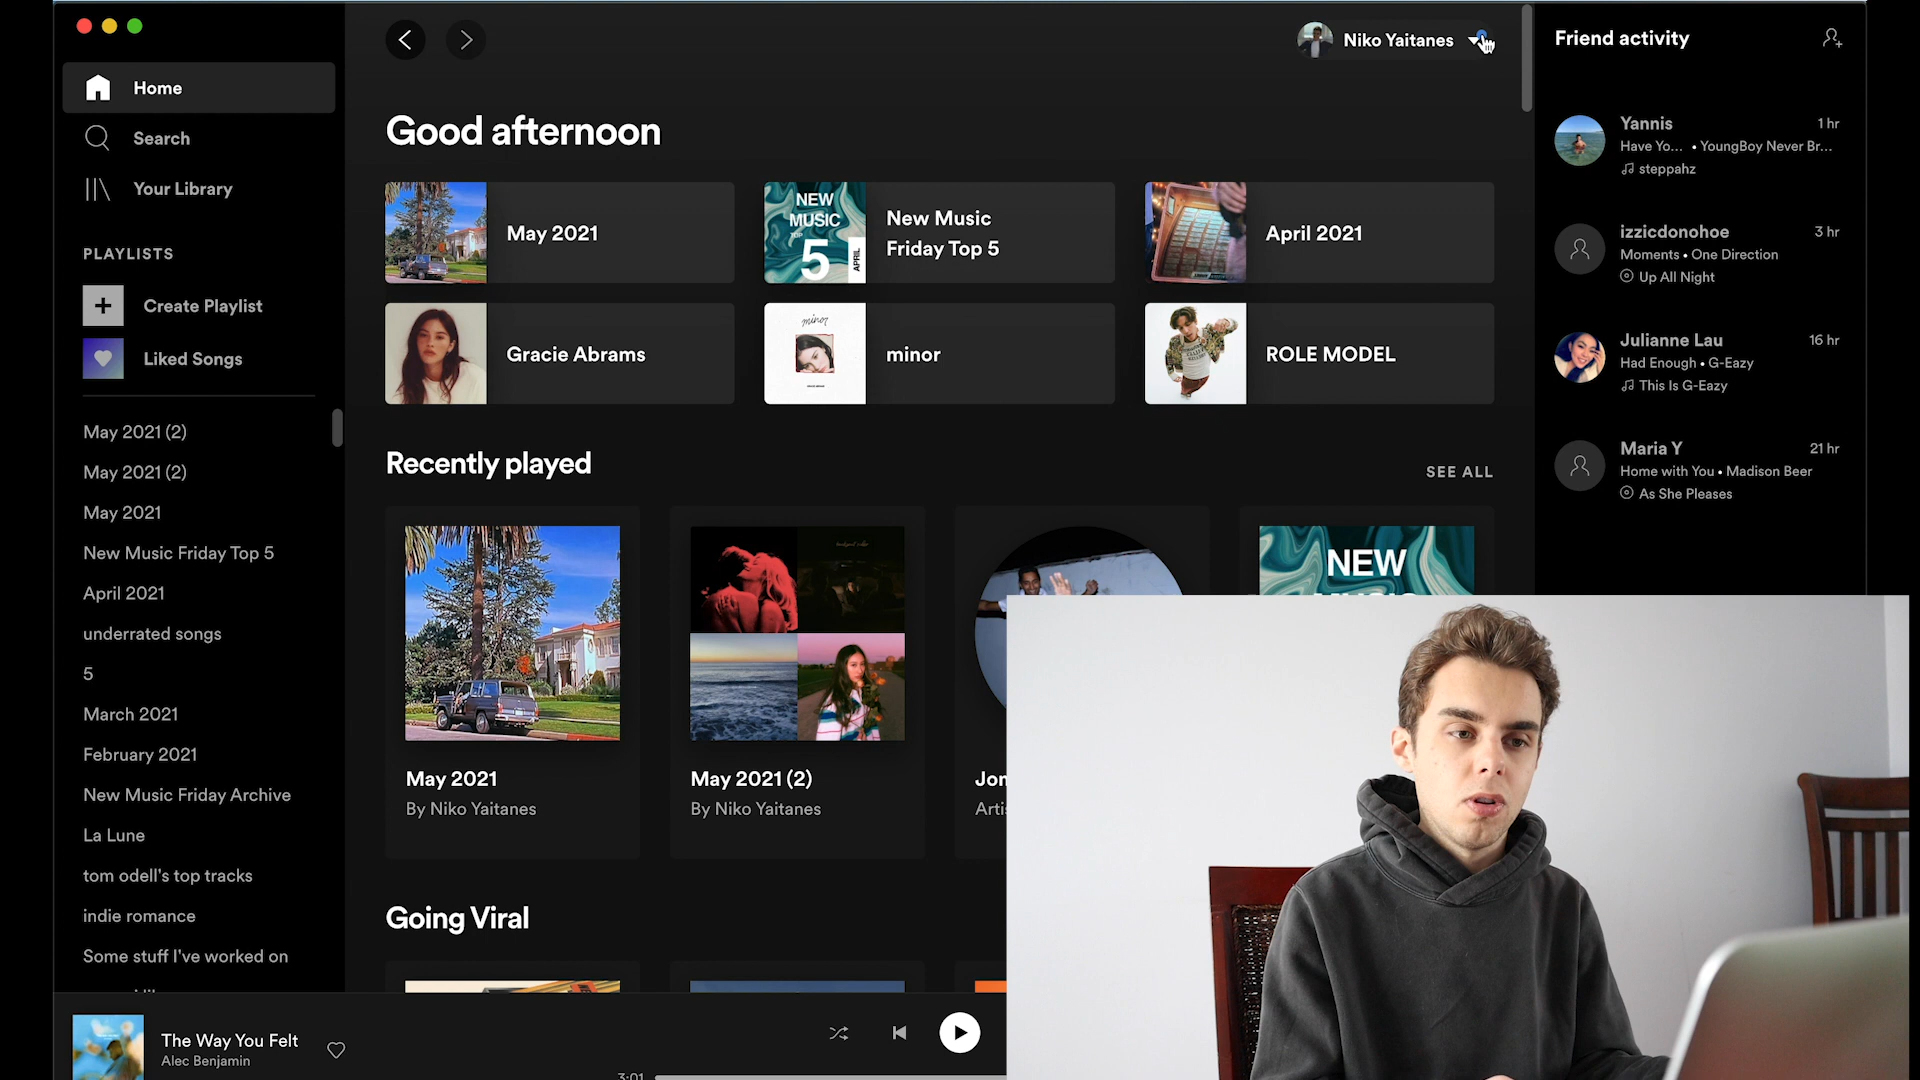 Home
Search
Your Library
PLAYLISTS
Create Playlist
Liked Songs
May 2021 (2)
May 2021 (2)
May 2021
New Music Friday Top 5
April 2021
underrated songs
5
March 2021
February 2021
New Music Friday Archive
La Lune
tom odell's top tracks
indie romance
Some stuff I've worked on
Niko Yaitanes
Good afternoon
May 2021
NEW
MUSIC
TOP
5
APRIL
New Music
Friday Top 5
April 2021
Gracie Abrams
minor
minor
ROLE MODEL
Recently played
SEE ALL
NEW
May 2021
By Niko Yaitanes
May 2021 (2)
By Niko Yaitanes
Jon
Artis
Going Viral
Friend activity
Yannis
1 hr
Have Yo... • YoungBoy Never Br...
steppahz
izzicdonohoe
3 hr
Moments • One Direction
Up All Night
Julianne Lau
16 hr
Had Enough • G-Eazy
This Is G-Eazy
Maria Y
21 hr
Home with You • Madison Beer
As She Pleases
The Way You Felt
Alec Benjamin
3:01